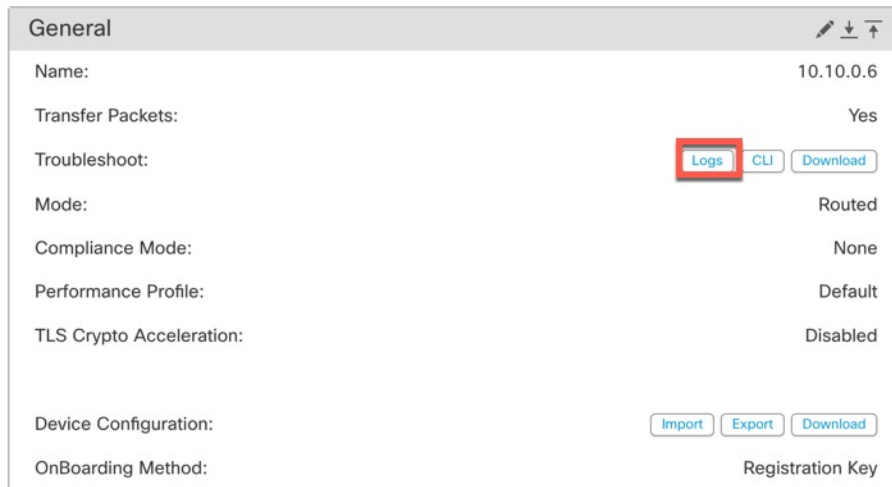 General
Name: 10.10.0.6
Transfer Packets: Yes
Troubleshoot: Logs CLI Download
Mode: Routed
Compliance Mode: None
Performance Profile: Default
TLS Crypto Acceleration: Disabled
Device Configuration: Import Export Download
OnBoarding Method: Registration Key